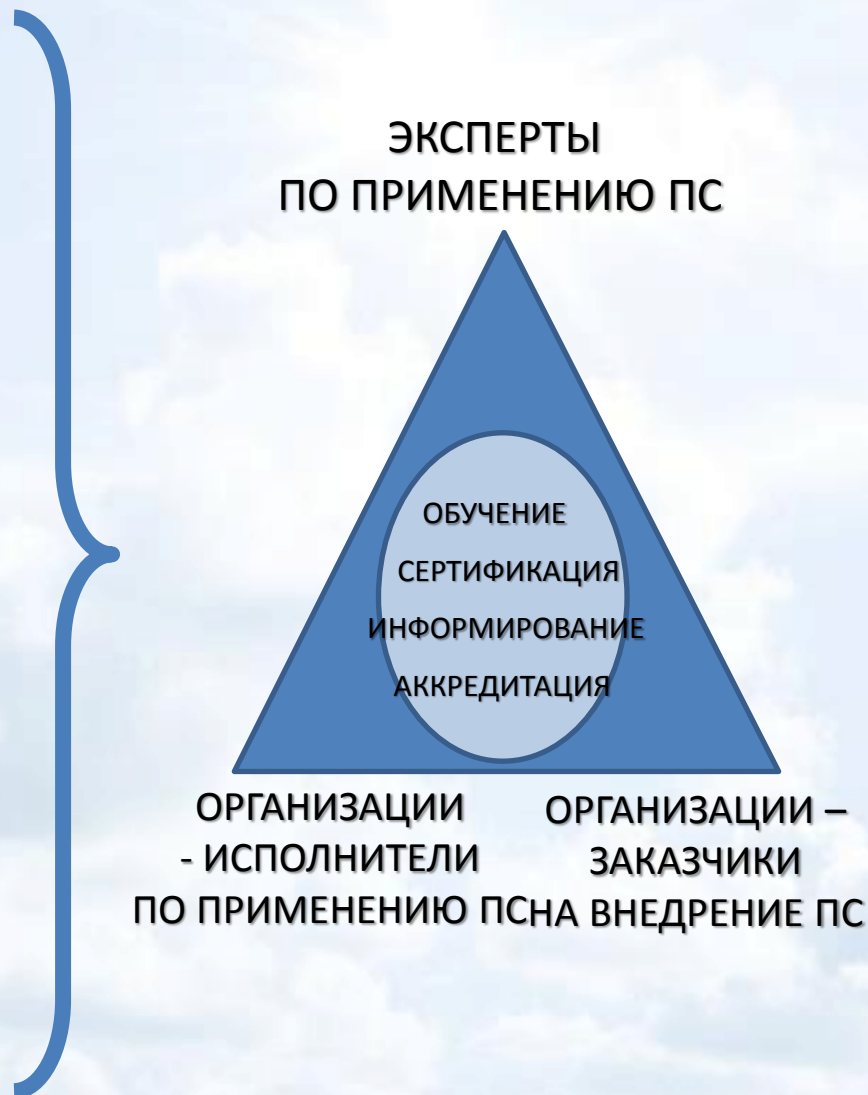 ЭКСПЕРТЫ
ПО ПРИМЕНЕНИЮ ПС
ОБУЧЕНИЕ
СЕРТИФИКАЦИЯ
ИНФОРМИРОВАНИЕ
АККРЕДИТАЦИЯ
ОРГАНИЗАЦИИ
- ИСПОЛНИТЕЛИ
ПО ПРИМЕНЕНИЮ ПС
ОРГАНИЗАЦИИ –
ЗАКАЗЧИКИ
НА ВНЕДРЕНИЕ ПС